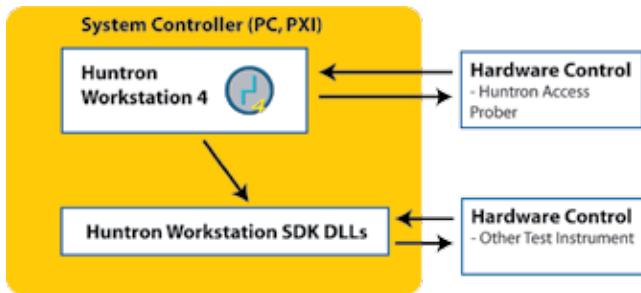 System Controller (PC, PXI)
Huntron
Workstation 4
4
Hardware Control
- Huntron Access
Prober
Huntron Workstation SDK DLLs
Hardware Control
- Other Test Instrument